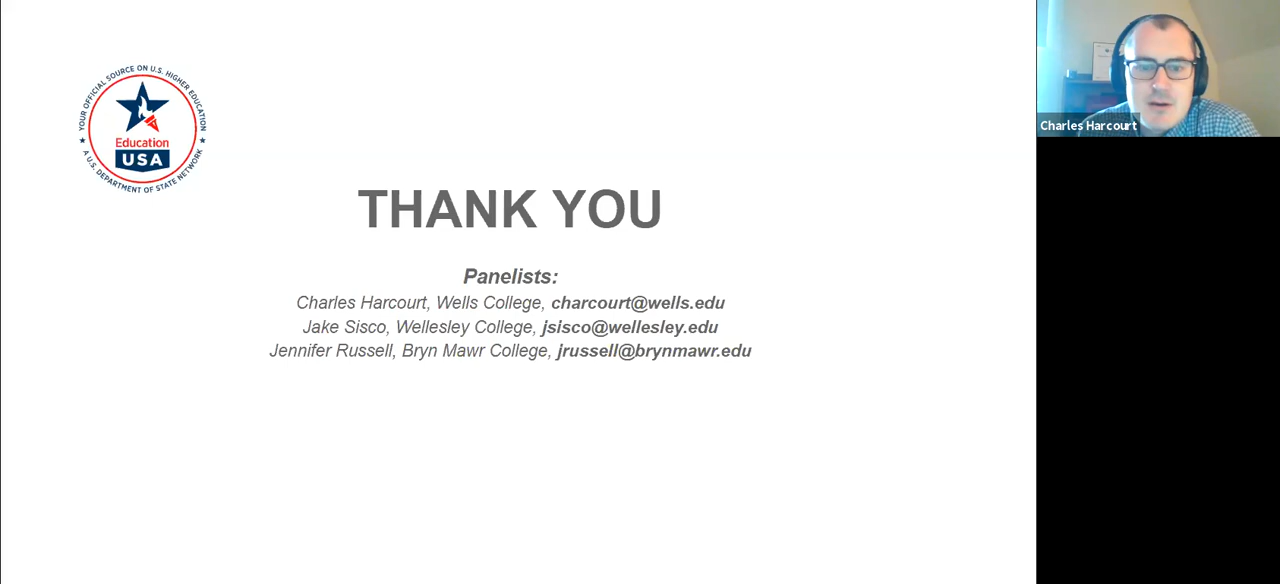 YOUR OFFICIAL SOURCE ON U.S. HIGHER EDUCATION
Education
USA
A U.S. DEPARTMENT OF STATE NETWORK
Charles Harcourt
THANK YOU
Panelists:
Charles Harcourt, Wells College, charcourt@wells.edu
Jake Sisco, Wellesley College, jsisco@wellesley.edu
Jennifer Russell, Bryn Mawr College, jrussell@brynmawr.edu